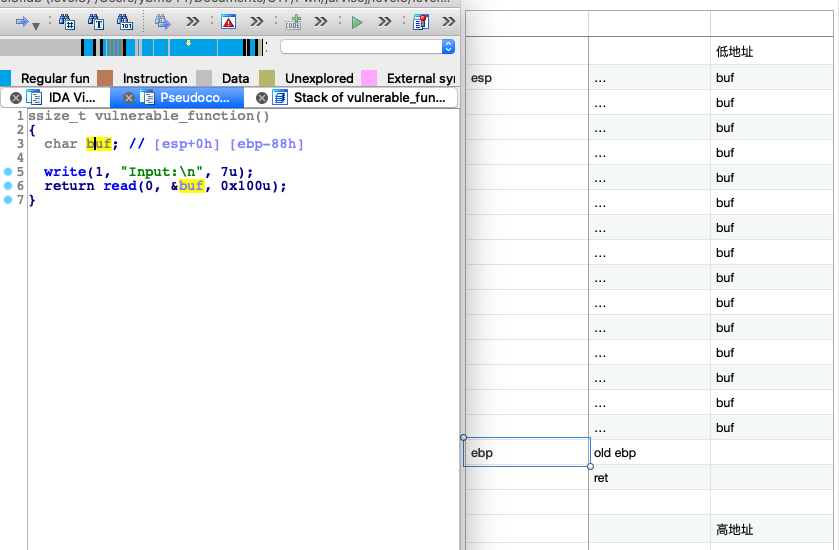 Regular fun Instruction Data Unexplored External sy
IDA Vi... Pseudoco... Stack of vulnerable_fun...
1 ssize_t vulnerable_function()
2 {
3 char buf; // [esp+0h] [ebp-88h]
4
5 write(1, "Input:\n", 7u);
6 return read(0, &buf, 0x100u);
7 }
低地址
esp ... buf
... buf
... buf
... buf
... buf
... buf
... buf
... buf
... buf
... buf
... buf
... buf
... buf
... buf
... buf
ebp old ebp
ret
高地址